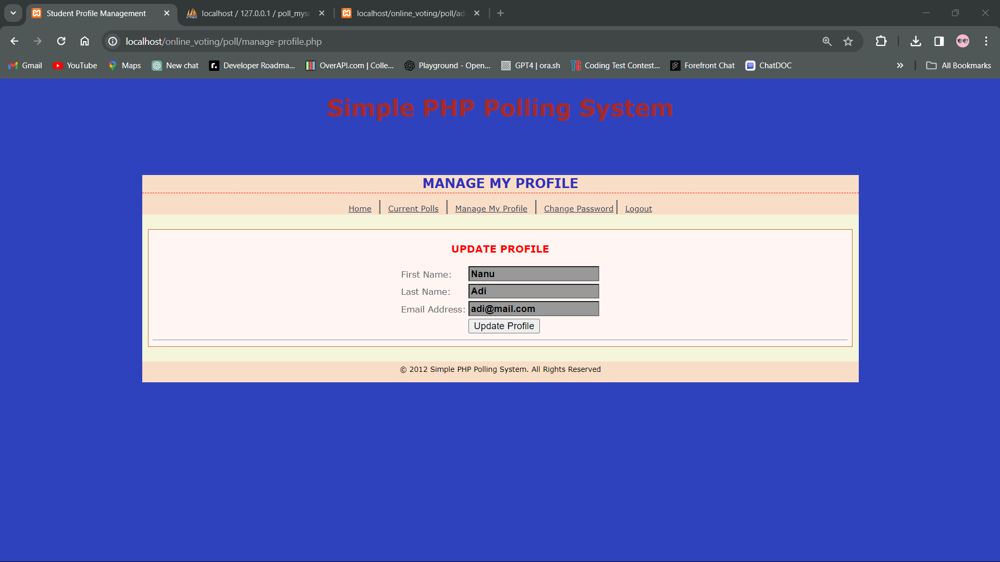 Student Profile Management
localhost / 127.0.0.1 / poll_mysq
localhost/online_voting/poll/ad
localhost/online_voting/poll/manage-profile.php
Gmail YouTube Maps New chat Developer Roadma... OverAPI.com | Colle... Playground - Open... GPT4 | ora.sh Coding Test Contest... Forefront Chat ChatDOC All Bookmarks
Simple PHP Polling System
MANAGE MY PROFILE
Home | Current Polls | Manage My Profile | Change Password | Logout
UPDATE PROFILE
First Name: Nanu
Last Name: Adi
Email Address: adi@mail.com
Update Profile
© 2012 Simple PHP Polling System. All Rights Reserved